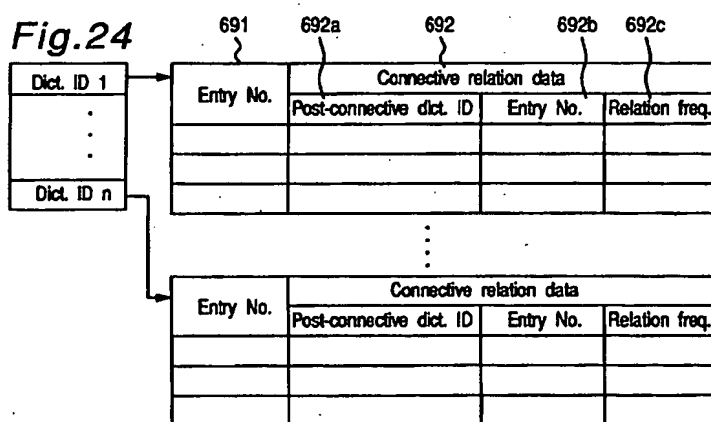 Fig.24
691 692a 692 692b 692c
Dict. ID 1
Dict. ID n
Entry No.
Connective relation data
Post-connective dict. ID Entry No. Relation freq.
Entry No.
Connective relation data
Post-connective dict. ID Entry No. Relation freq.